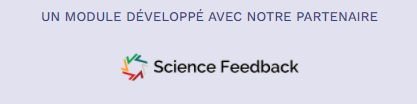 UN MODULE DÉVELOPPÉ AVEC NOTRE PARTENAIRE
Science Feedback